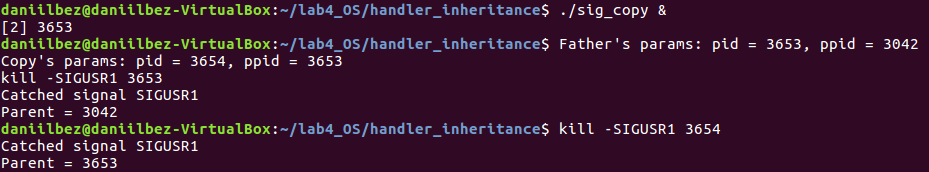 daniilbez@daniilbez-VirtualBox:~/lab4_OS/handler_inheritance$ ./sig_copy &
[2] 3653
daniilbez@daniilbez-VirtualBox:~/lab4_OS/handler_inheritance$ Father's params: pid = 3653, ppid = 3042
Copy's params: pid = 3654, ppid = 3653
kill -SIGUSR1 3653
Catched signal SIGUSR1
Parent = 3042
daniilbez@daniilbez-VirtualBox:~/lab4_OS/handler_inheritance$ kill -SIGUSR1 3654
Catched signal SIGUSR1
Parent = 3653